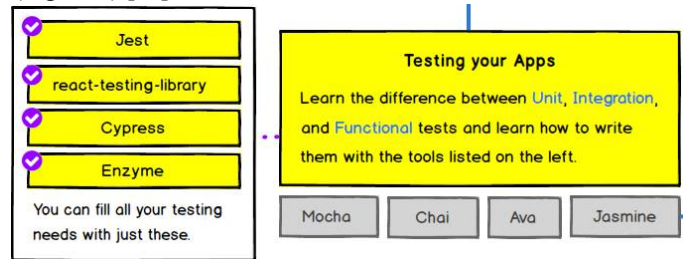 Jest
react-testing-library
Cypress
Enzyme
You can fill all your testing
needs with just these.
Testing your Apps
Learn the difference between Unit, Integration,
and Functional tests and learn how to write
them with the tools listed on the left.
Mocha
Chai
Ava
Jasmine